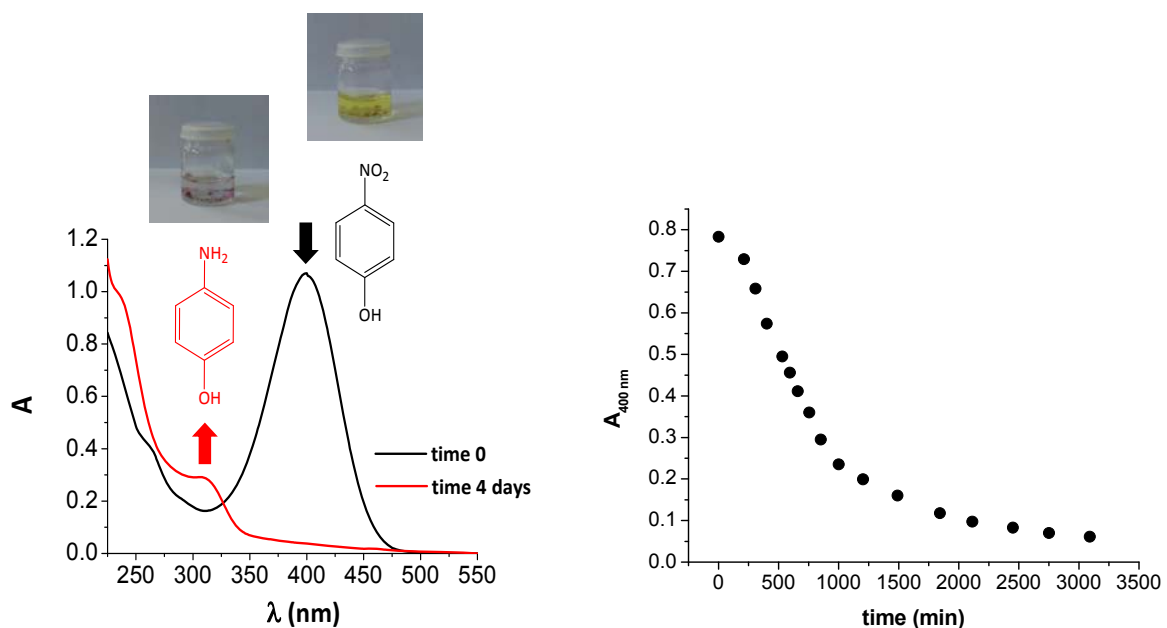 NO₂
OH
NH₂
OH
1.2
1.0
0.8
0.6
0.4
0.2
0.0
A
time 0
time 4 days
225 300 350 400 450 500 550
λ (nm)
0.8
0.7
0.6
0.5
0.4
0.3
0.2
0.1
0.0
A₄₀₀ ₙₘ
0 500 1000 1500 2000 2500 3000 3500
time (min)